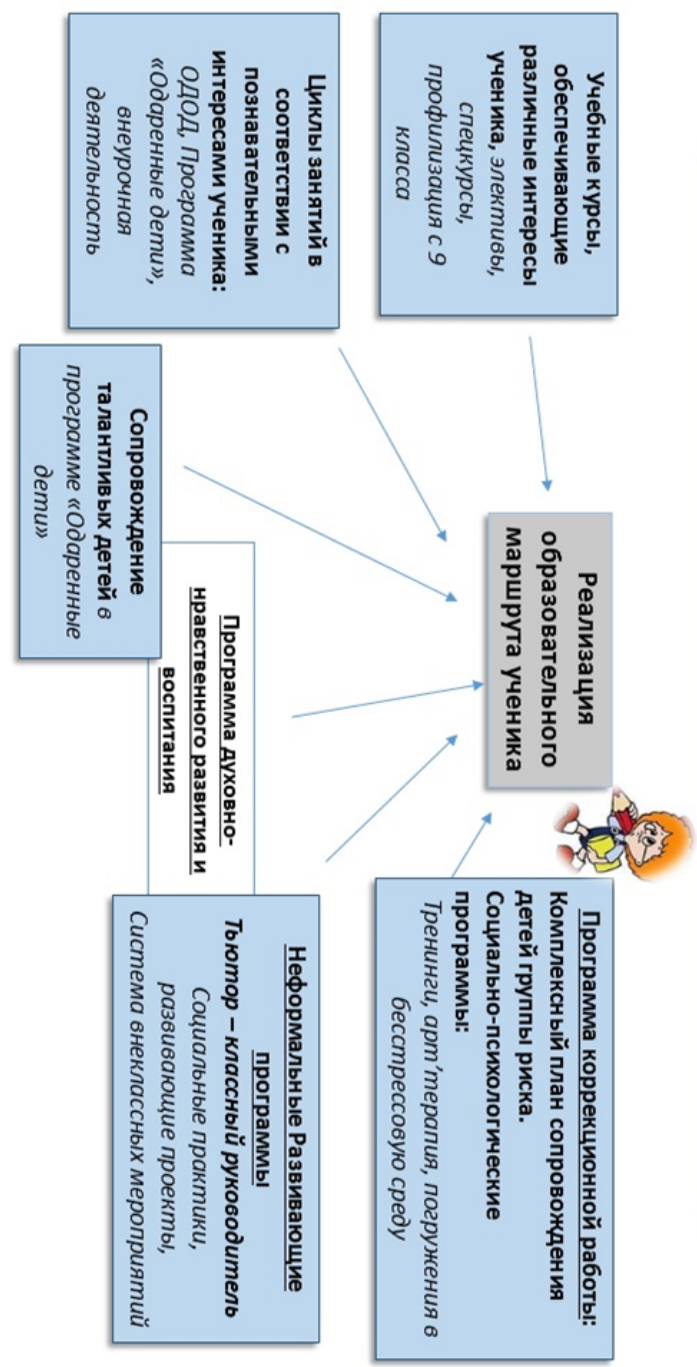 Реализация
образовательного
маршрута ученика
Учебные курсы,
обеспечивающие
различные интересы
ученика, элективы,
спецкурсы,
профилизация с 9
класса
Циклы занятий в
соответствии с
познавательными
интересами ученика:
ОДОД, Программа
«Одаренные дети»,
внеурочная
деятельность
Сопровождение
талантливых детей в
программе «Одаренные
дети»
Программа духовно-
нравственного развития и
воспитания
Неформальные Развивающие
программы
Тьютор – классный руководитель
Социальные практики,
развивающие проекты,
Система внеклассных мероприятий
Программа коррекционной работы:
Комплексный план сопровождения
детей группы риска.
Социально-психологические
программы:
Тренинги, арт'терапия, погружения в
бесстрессовую среду